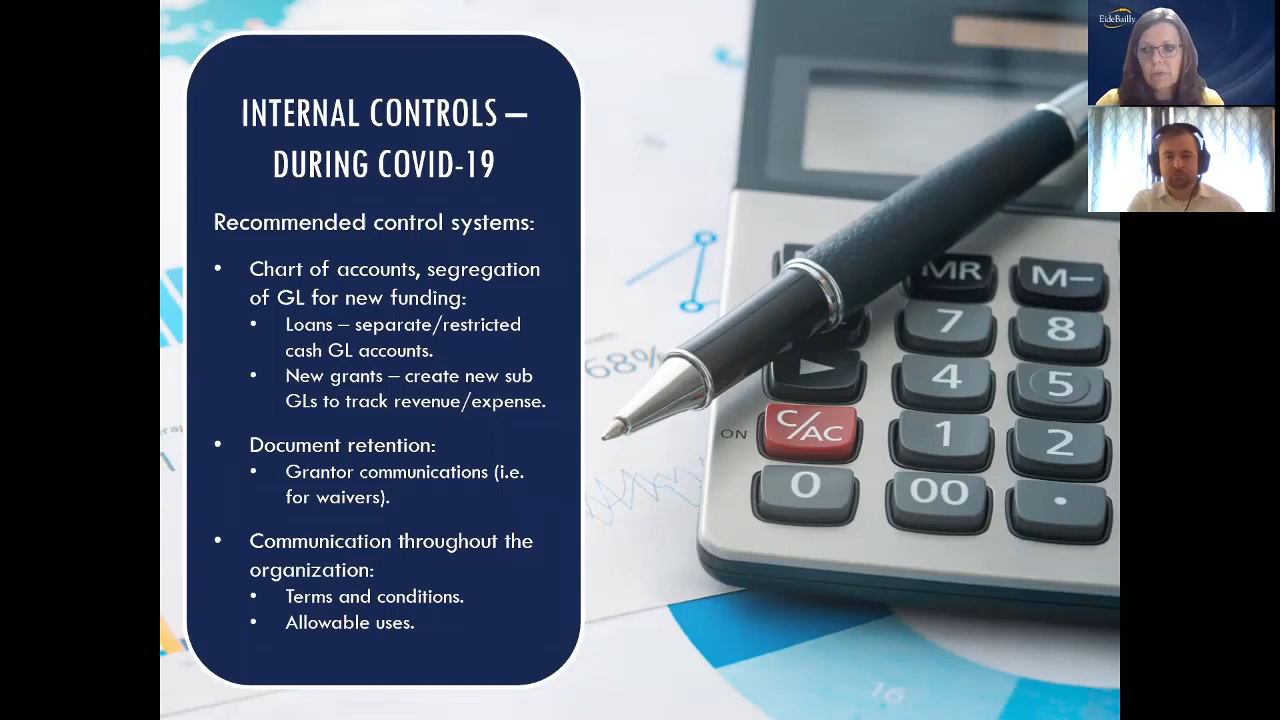 INTERNAL CONTROLS –
DURING COVID-19
Recommended control systems:
• Chart of accounts, segregation
of GL for new funding:
• Loans – separate/restricted
cash GL accounts.
• New grants – create new sub
GLs to track revenue/expense.
• Document retention:
• Grantor communications (i.e.
for waivers).
• Communication throughout the
organization:
• Terms and conditions.
• Allowable uses.
68%
MR M–
7 8
4 5
ON C/AC 1 2
0 00 .
16
EideBailly